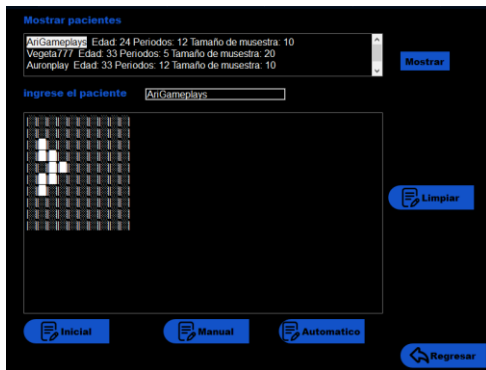 Mostrar pacientes
AriGameplays Edad: 24 Periodos: 12 Tamaño de musestra: 10
Vegeta777 Edad: 33 Periodos: 5 Tamaño de musestra: 20
Auronplay Edad: 33 Periodos: 12 Tamaño de musestra: 10
Mostrar
ingrese el paciente
AriGameplays
Limpiar
Inicial
Manual
Automatico
Regresar